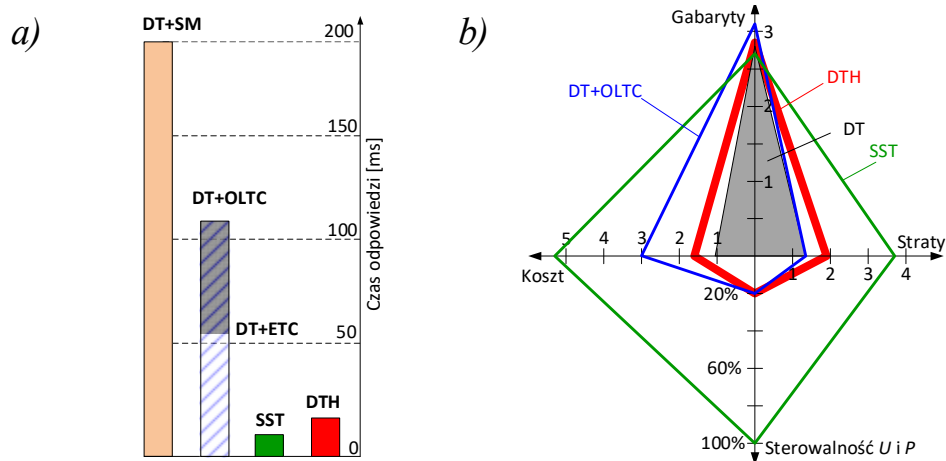 a)
DT+SM
200
150
DT+OLTC
100
DT+ETC
50
SST
DTH
0
Czas odpowiedzi [ms]
b)
Gabaryty
3
DT+OLTC
DTH
2
DT
SST
1
5 4 3 2 1
1 2 3 4
Koszt
Straty
20%
60%
100%
Sterowalność U i P